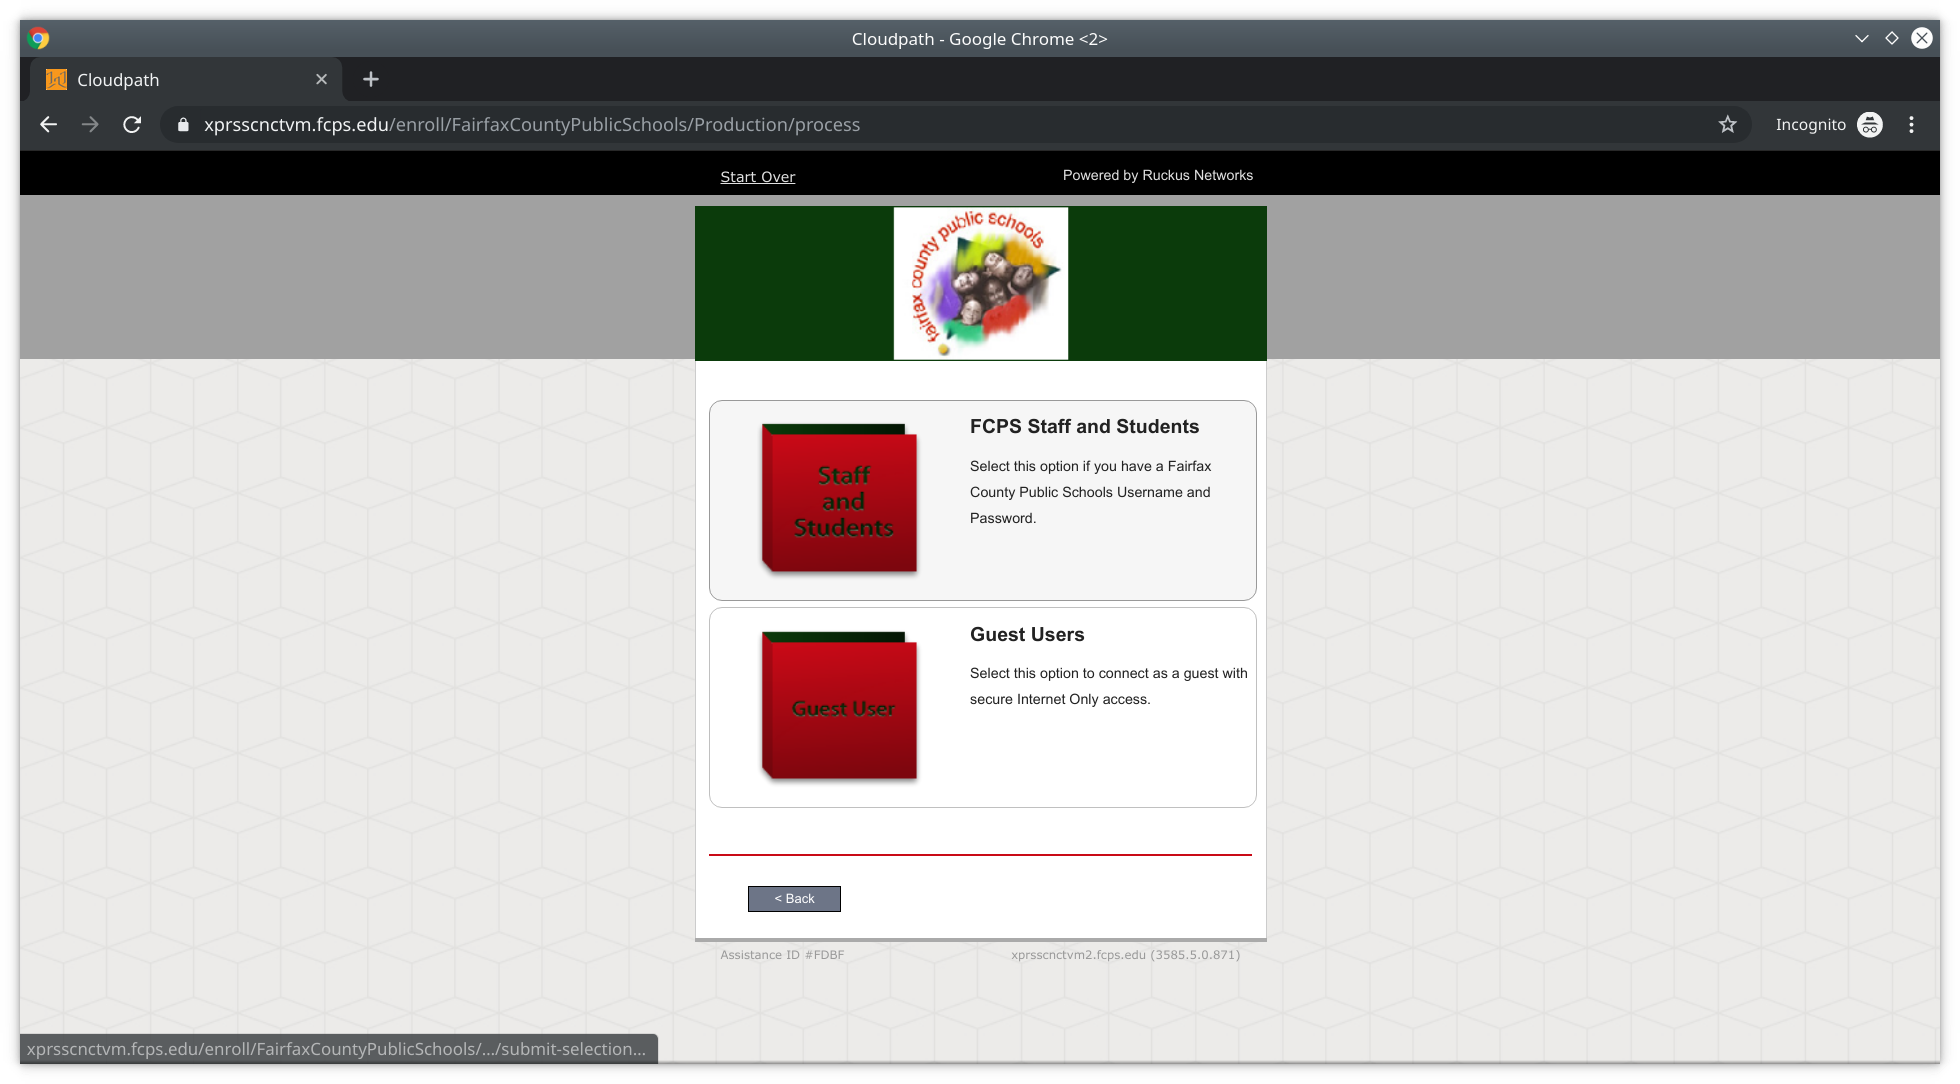 Cloudpath - Google Chrome <2>
Cloudpath
xprsscnctvm.fcps.edu/enroll/FairfaxCountyPublicSchools/Production/process
Incognito
Start Over
Powered by Ruckus Networks
fairfax county public schools
Staff
and
Students
FCPS Staff and Students
Select this option if you have a Fairfax
County Public Schools Username and
Password.
Guest User
Guest Users
Select this option to connect as a guest with
secure Internet Only access.
< Back
Assistance ID #FDBF
xprsscnctvm2.fcps.edu (3585.5.0.871)
xprsscnctvm.fcps.edu/enroll/FairfaxCountyPublicSchools/.../submit-selection...